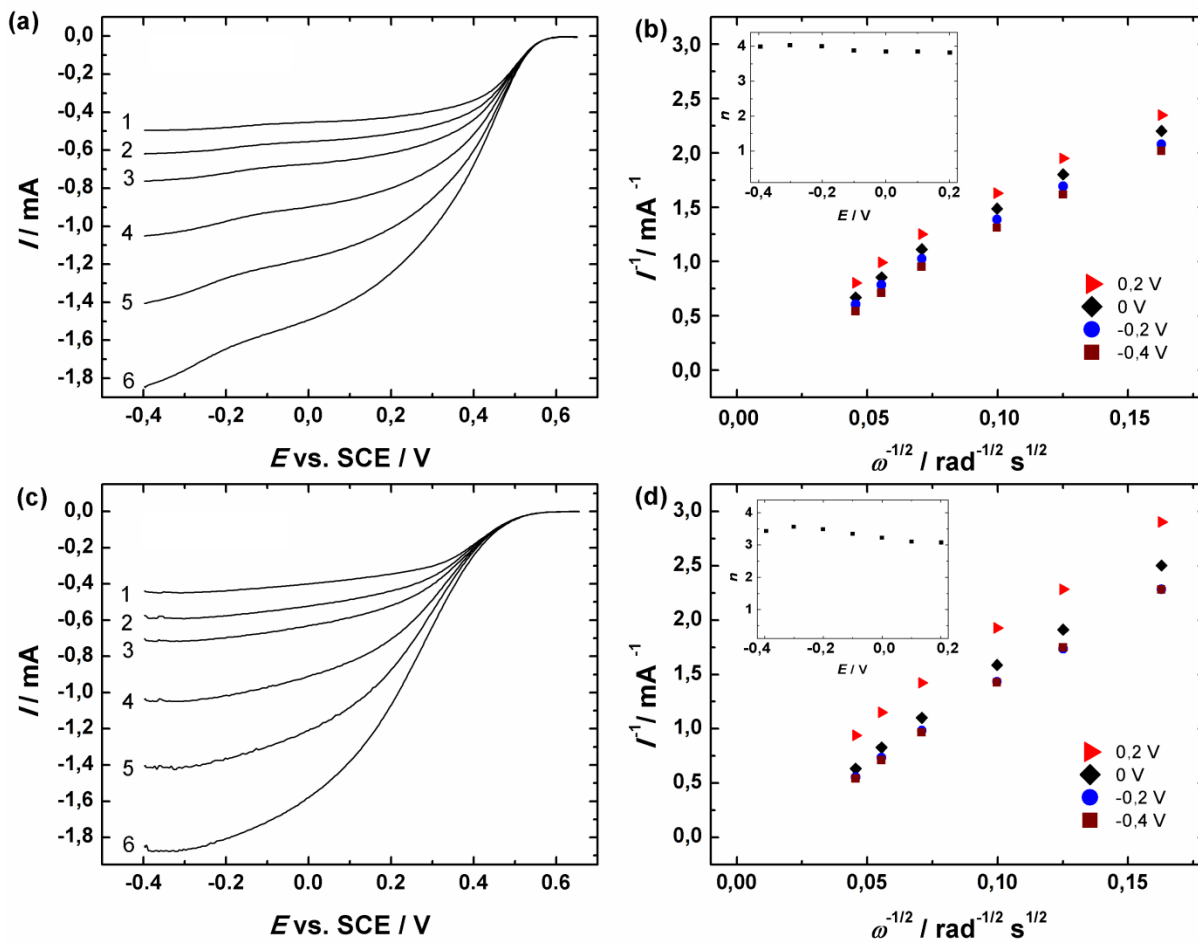 (a)
0,0
-0,2
-0,4
-0,6
-0,8
-1,0
-1,2
-1,4
-1,6
-1,8
I / mA
1
2
3
4
5
6
-0.4 -0.2 0,0 0.2 0.4 0.6
E vs. SCE / V
(b)
3,0
2,5
2,0
1,5
1,0
0,5
0,0
I⁻¹/ mA⁻¹
4
3
2
1
n
-0,4 -0,2 0,0 0,2
E / V
0,2 V
0 V
-0,2 V
-0,4 V
0,00 0,05 0,10 0,15
ω⁻¹/² / rad⁻¹/² s¹/²
(c)
0,0
-0,2
-0,4
-0,6
-0,8
-1,0
-1,2
-1,4
-1,6
-1,8
I / mA
1
2
3
4
5
6
-0.4 -0.2 0,0 0.2 0.4 0.6
E vs. SCE / V
(d)
3,0
2,5
2,0
1,5
1,0
0,5
0,0
I⁻¹/ mA⁻¹
4
3
2
1
n
-0,4 -0,2 0,0 0,2
E / V
0,2 V
0 V
-0,2 V
-0,4 V
0,00 0,05 0,10 0,15
ω⁻¹/² / rad⁻¹/² s¹/²